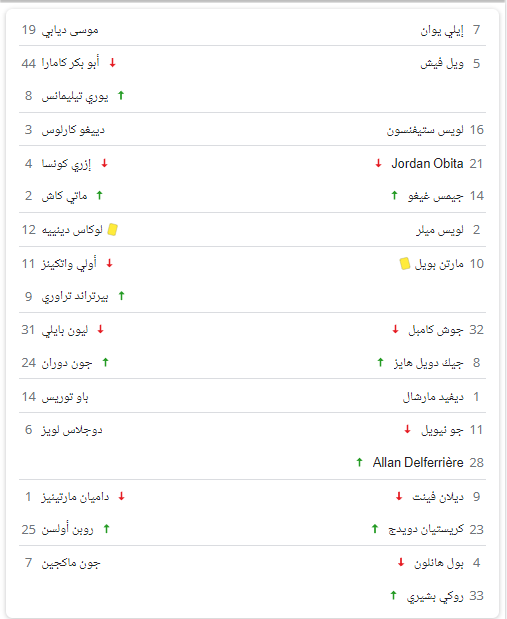 7 إيلي يوان موسى ديابي 19
5 ويل فيش أبو بكر كامارا 44
يوري تيليمانس 8
16 لويس ستيفنسون دييغو كارلوس 3
21 Jordan Obita إزري كونسا 4
14 جيمس غيغو ماتي كاش 2
2 لويس ميلر لوكاس دينييه 12
10 مارتن بويل أولي واتكينز 11
بيرتراند تراوري 9
32 جوش كامبل ليون بايلي 31
8 جيك دويل هايز جون دوران 24
1 ديفيد مارشال باو توريس 14
11 جو نيويل دوجلاس لويز 6
28 Allan Delferrière
9 ديلان فينت داميان مارتينيز 1
23 كريستيان دويدج روبن أولسن 25
4 بول هانلون جون ماكجين 7
33 روكي بشيري